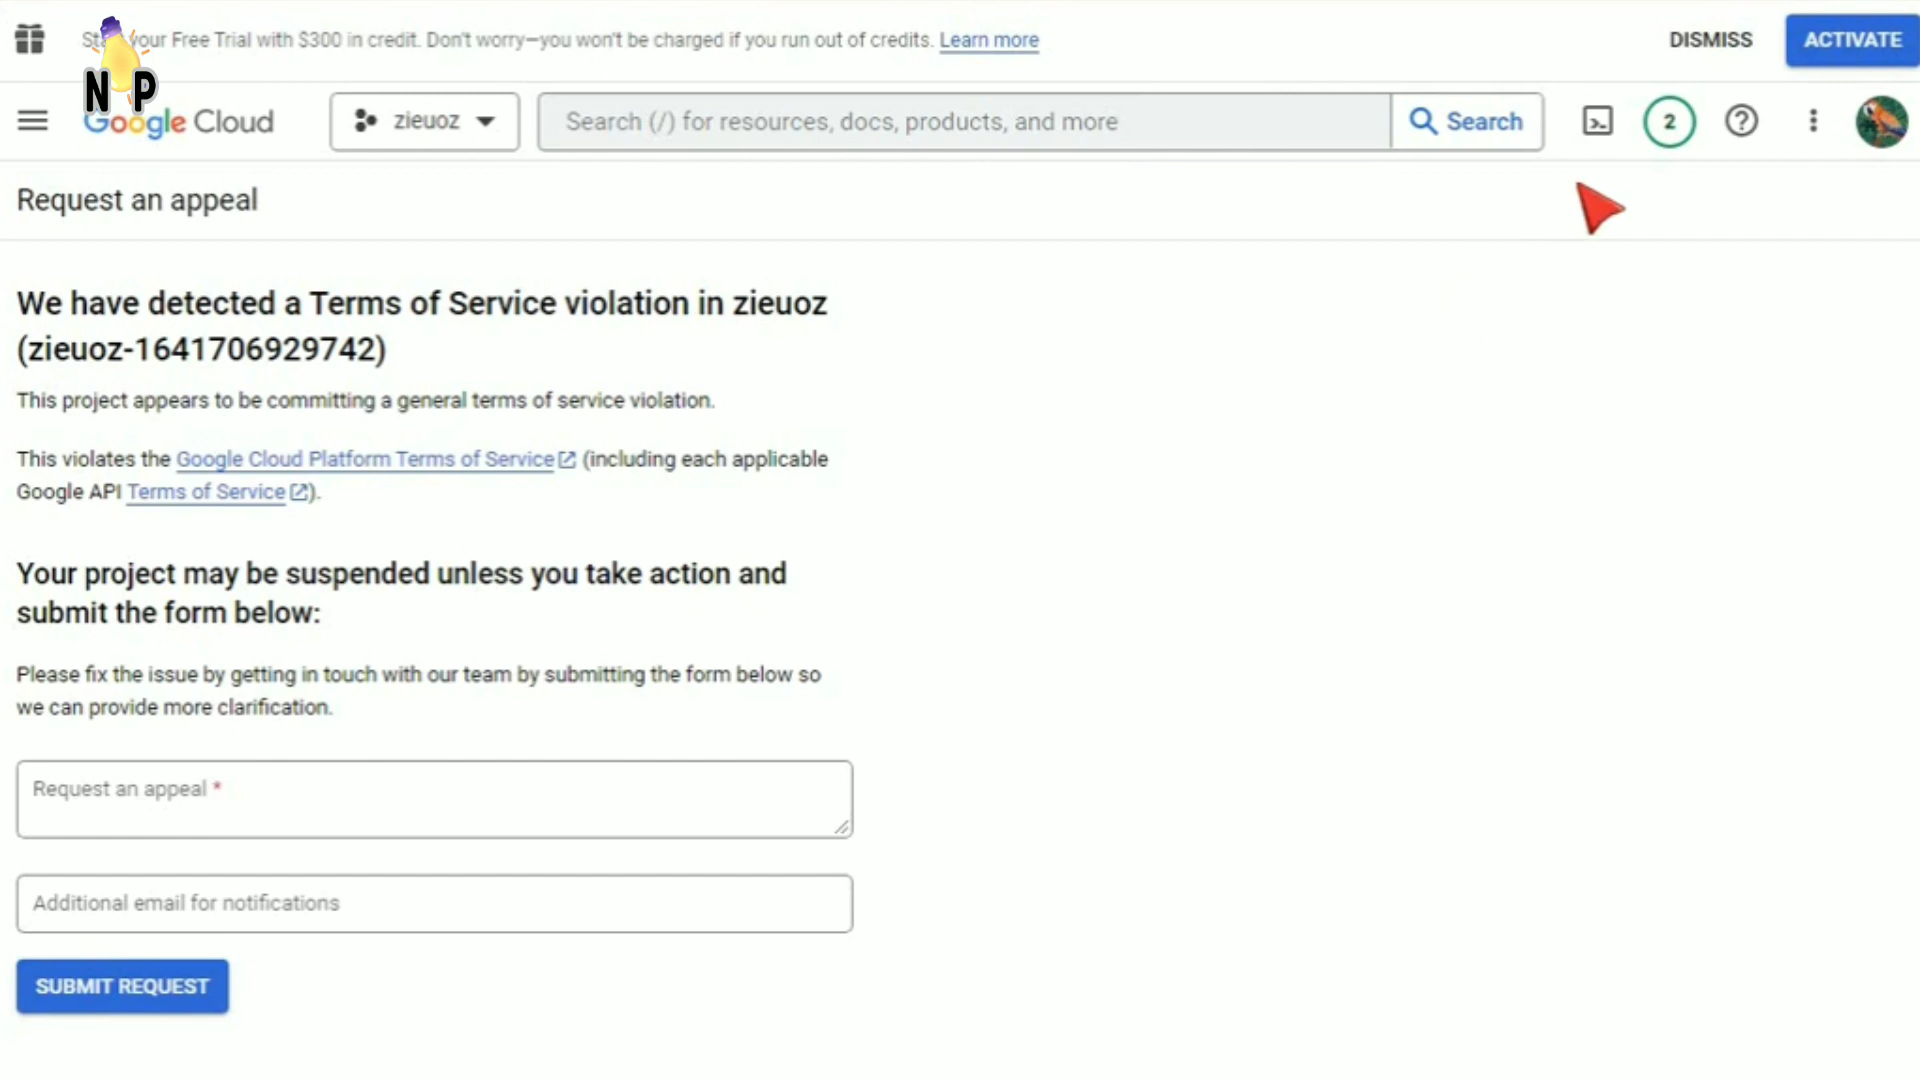 Start your Free Trial with $300 in credit. Don't worry—you won't be charged if you run out of credits. Learn more
DISMISS
ACTIVATE
N P
Google Cloud
zieuoz
Search (/) for resources, docs, products, and more
Search
2
Request an appeal
We have detected a Terms of Service violation in zieuoz
(zieuoz-1641706929742)
This project appears to be committing a general terms of service violation.
This violates the Google Cloud Platform Terms of Service (including each applicable
Google API Terms of Service).
Your project may be suspended unless you take action and
submit the form below:
Please fix the issue by getting in touch with our team by submitting the form below so
we can provide more clarification.
Request an appeal *
Additional email for notifications
SUBMIT REQUEST